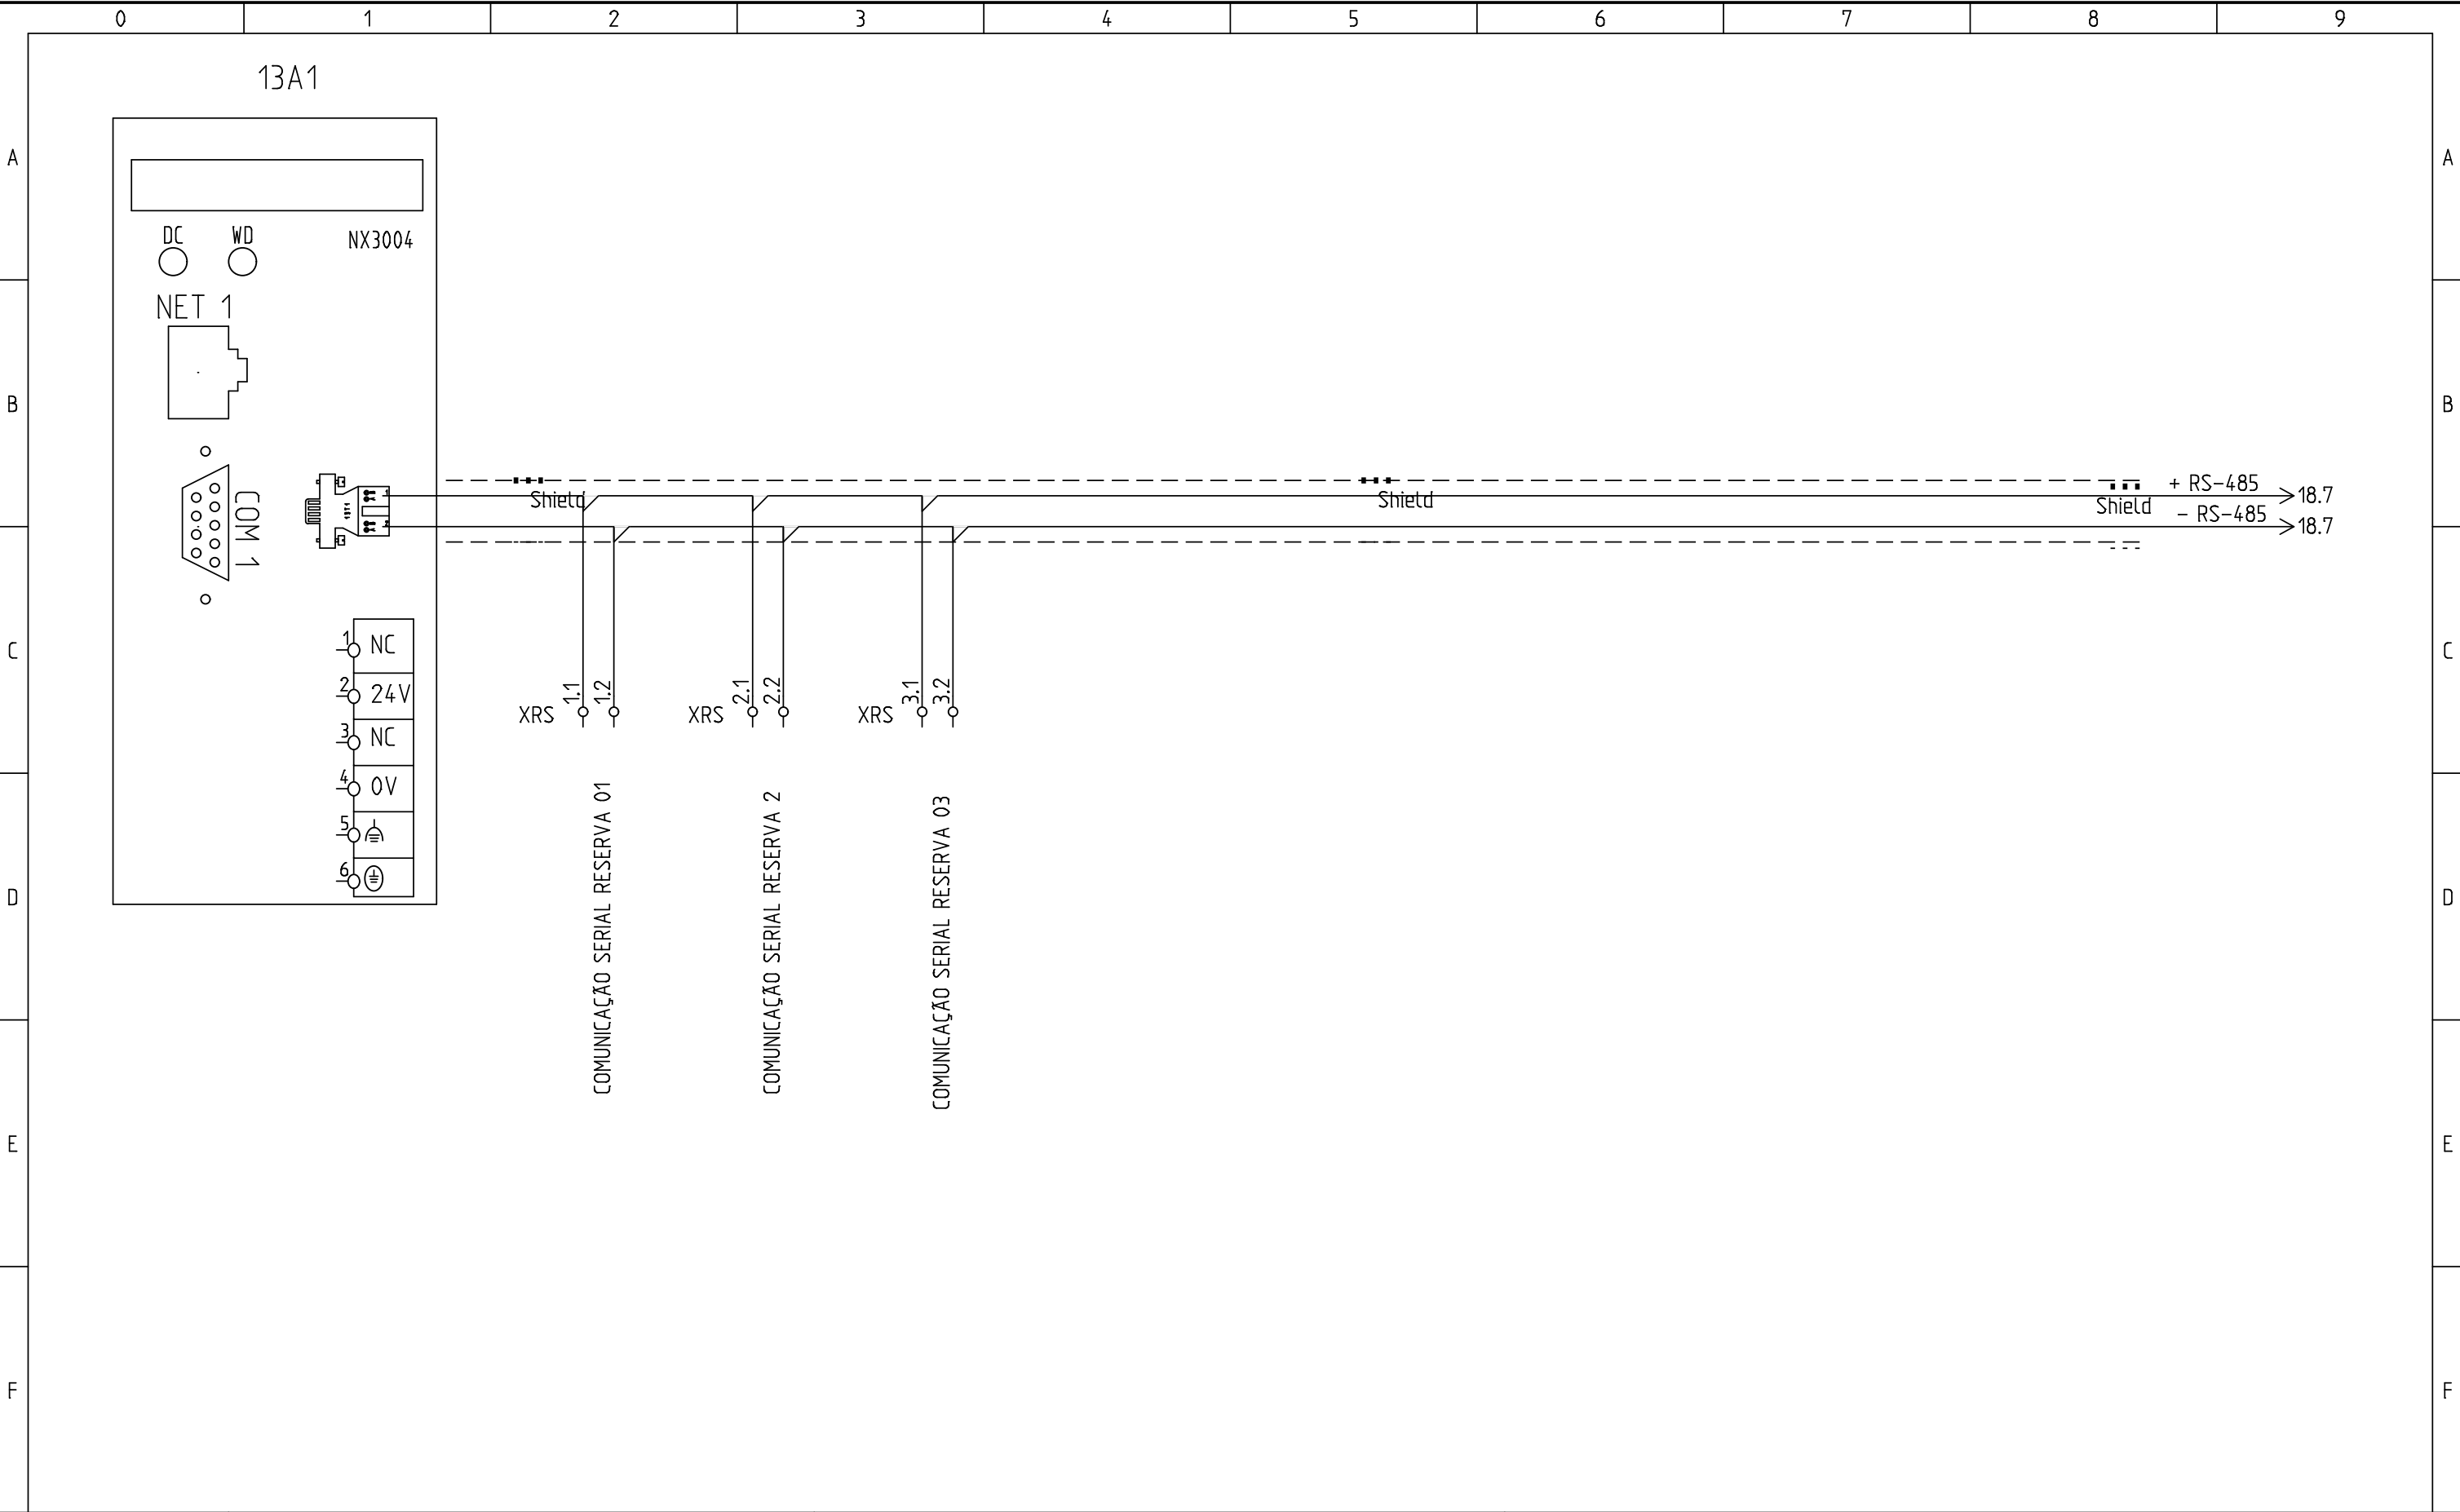 0 1 2 3 4 5 6 7 8 9
13A1
A A
DC WD NX3004
NET 1
B B
COM 1
Shield Shield Shield
+ RS-485 18.7
- RS-485 18.7
C C
1 NC
2 24V
3 NC
4 0V
5
6
XRS 1.1 1.2
XRS 2.1 2.2
XRS 3.1 3.2
COMUNICAÇÃO SERIAL RESERVA 01
COMUNICAÇÃO SERIAL RESERVA 2
COMUNICAÇÃO SERIAL RESERVA 03
D D
E E
F F